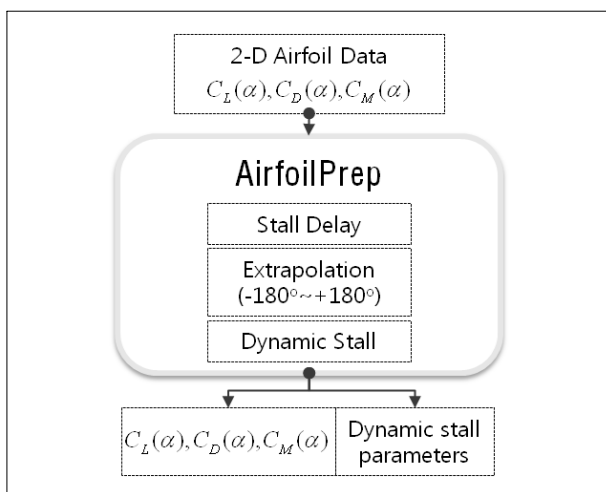 2-D Airfoil Data
C_L(α),C_D(α),C_M(α)
AirfoilPrep
Stall Delay
Extrapolation
(-180°~+180°)
Dynamic Stall
C_L(α),C_D(α),C_M(α)
Dynamic stall
parameters